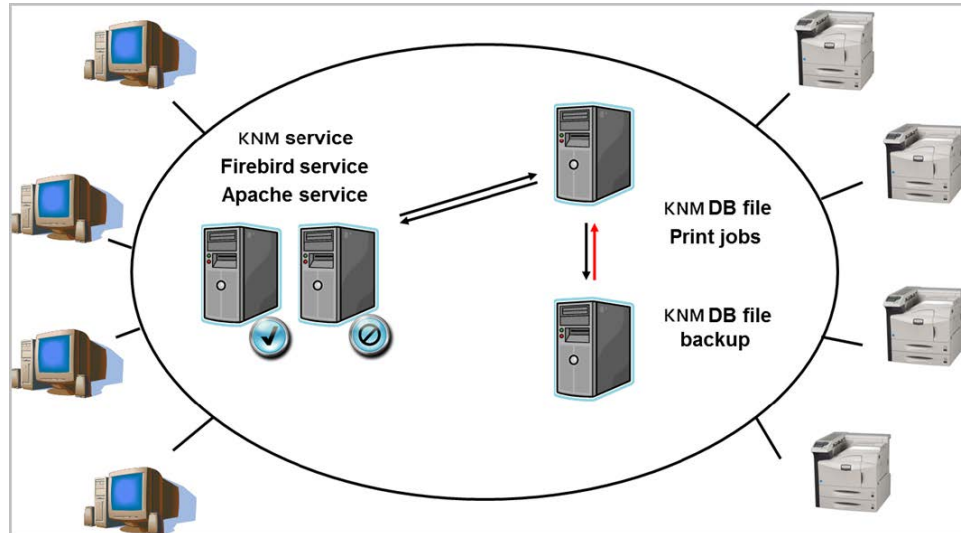 KNM service
Firebird service
Apache service
KNM DB file
Print jobs
KNM DB file
backup